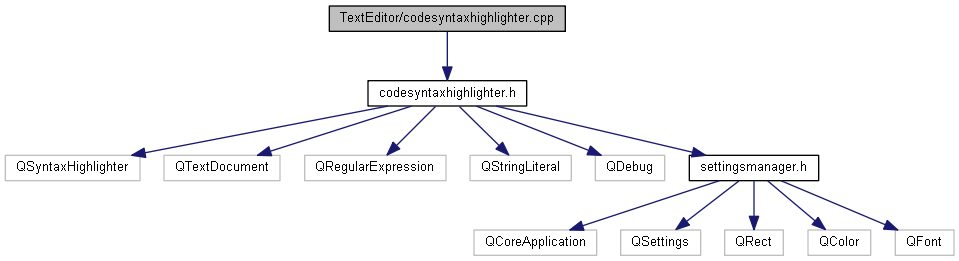 TextEditor/codesyntaxhighlighter.cpp
codesyntaxhighlighter.h
QSyntaxHighlighter
QTextDocument
QRegularExpression
QStringLiteral
QDebug
settingsmanager.h
QCoreApplication
QSettings
QRect
QColor
QFont